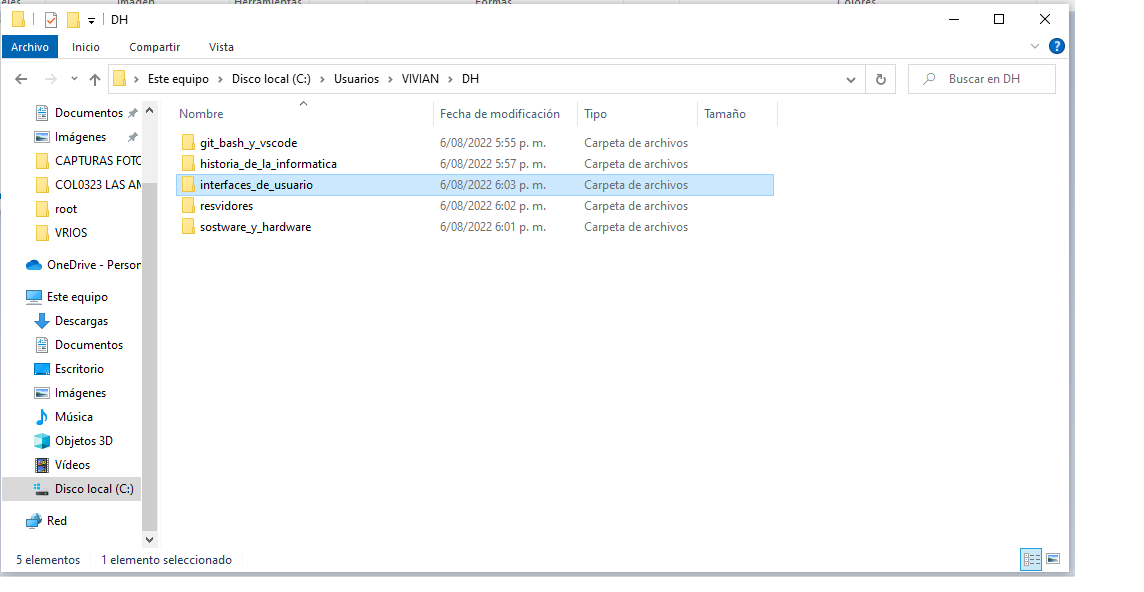 DH
Archivo Inicio Compartir Vista
Este equipo Disco local (C:) Usuarios VIVIAN DH
Buscar en DH
Documentos
Imágenes
CAPTURAS FOTO
COL0323 LAS AM
root
VRIOS
OneDrive - Person
Este equipo
Descargas
Documentos
Escritorio
Imágenes
Música
Objetos 3D
Vídeos
Disco local (C:)
Red
Nombre Fecha de modificación Tipo Tamaño
git_bash_y_vscode 6/08/2022 5:55 p. m. Carpeta de archivos
historia_de_la_informatica 6/08/2022 5:57 p. m. Carpeta de archivos
interfaces_de_usuario 6/08/2022 6:03 p. m. Carpeta de archivos
resvidores 6/08/2022 6:02 p. m. Carpeta de archivos
sostware_y_hardware 6/08/2022 6:01 p. m. Carpeta de archivos
5 elementos 1 elemento seleccionado